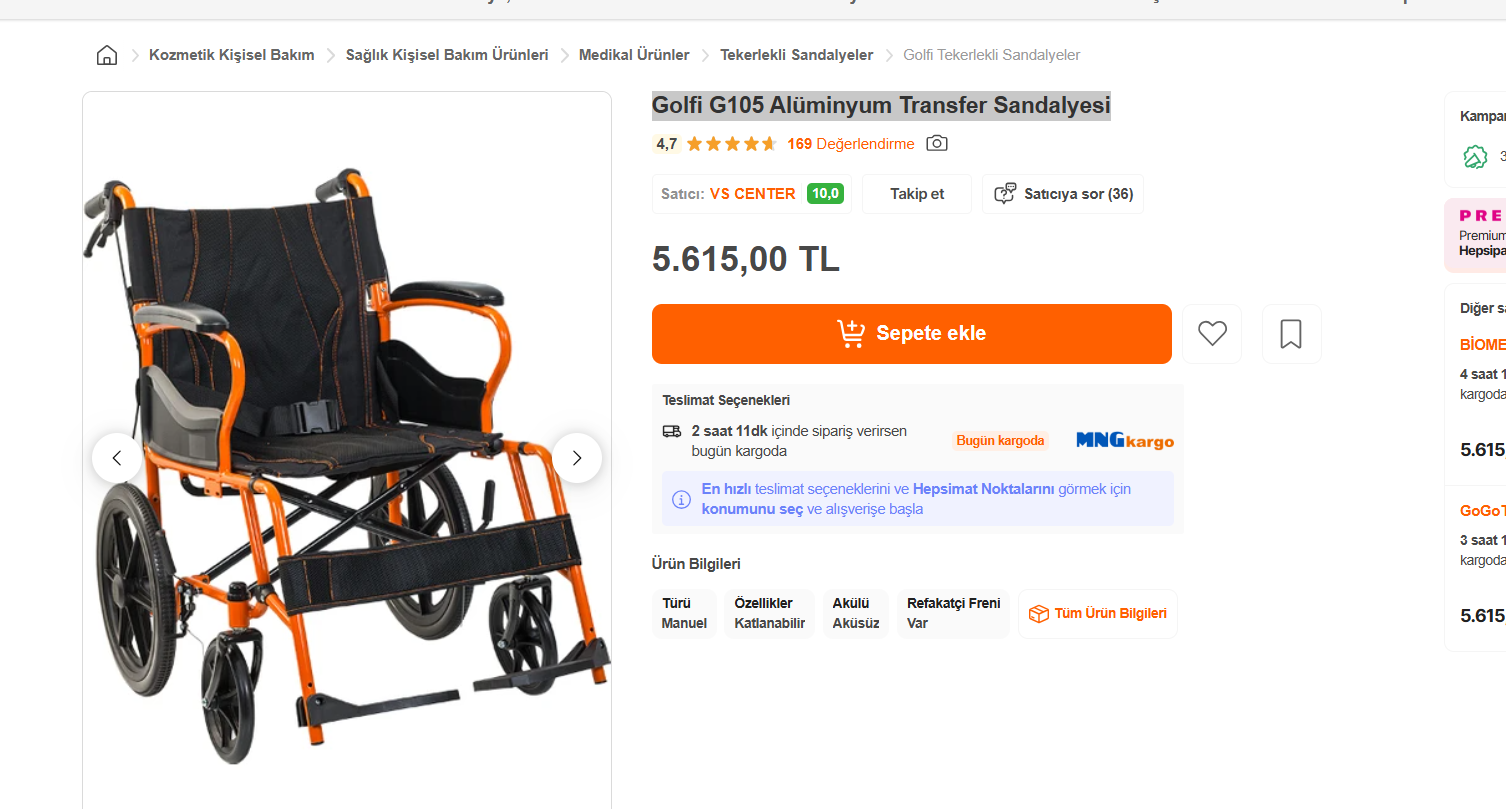 Kozmetik Kişisel Bakım
Sağlık Kişisel Bakım Ürünleri
Medikal Ürünler
Tekerlekli Sandalyeler
Golfi Tekerlekli Sandalyeler
Golfi G105 Alüminyum Transfer Sandalyesi
4,7
169 Değerlendirme
Satıcı: VS CENTER 10,0
Takip et
Satıcıya sor (36)
5.615,00 TL
Sepete ekle
Teslimat Seçenekleri
2 saat 11dk içinde sipariş verirsen
bugün kargoda
Bugün kargoda
MNG kargo
En hızlı teslimat seçeneklerini ve Hepsimat Noktalarını görmek için
konumunu seç ve alışverişe başla
Ürün Bilgileri
Türü
Manuel
Özellikler
Katlanabilir
Akülü
Aküsüz
Refakatçi Freni
Var
Tüm Ürün Bilgileri
Kampan
3
PRE
Premium
Hepsipa
Diğer sa
BİOME
4 saat 1
kargoda
5.615,
GoGoT
3 saat 1
kargoda
5.615,